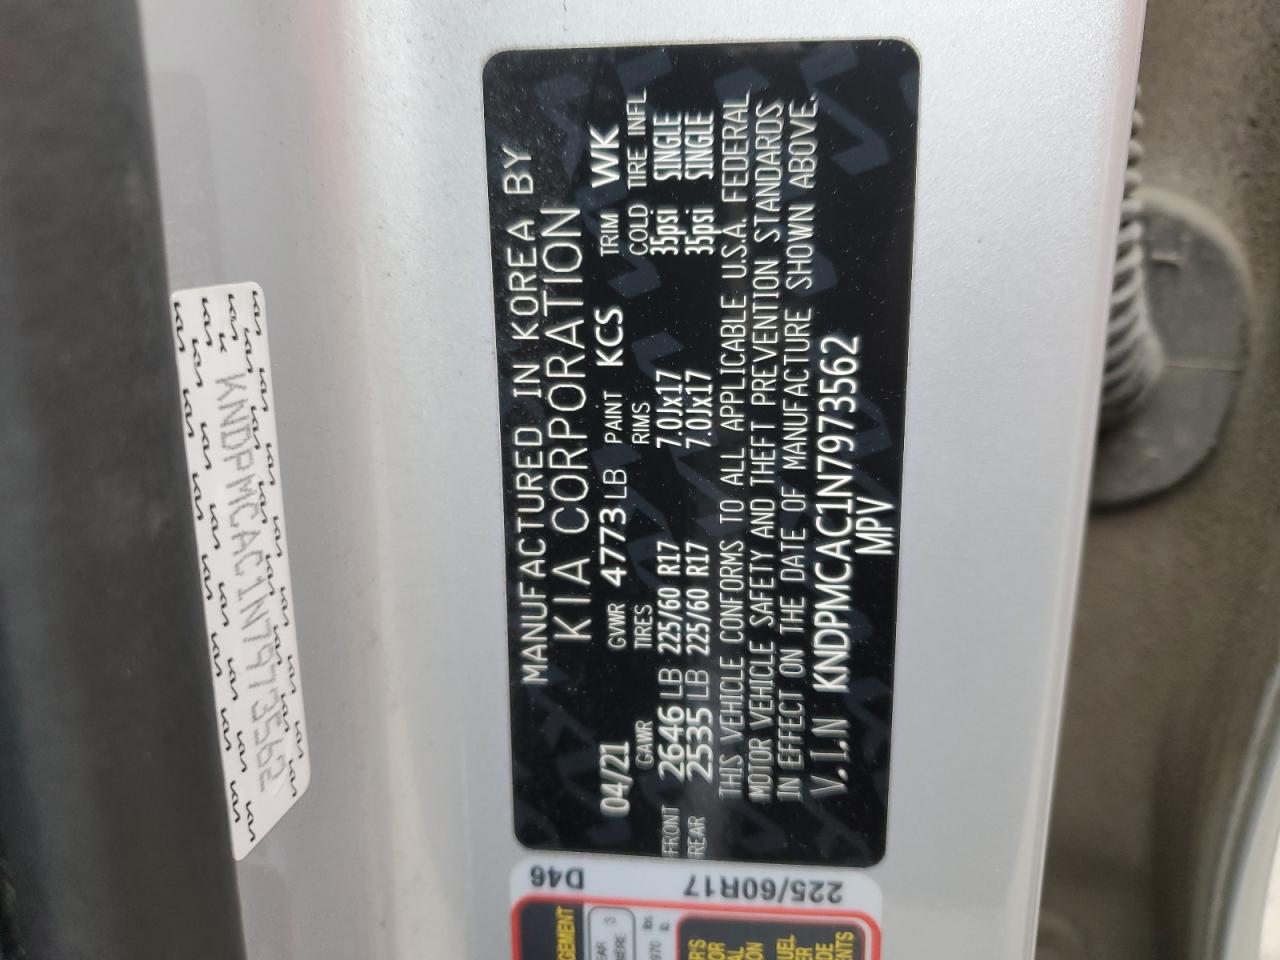 MANUFACTURED IN KOREA BY
KIA CORPORATION
04/21 GVWR 4773 LB PAINT KCS TRIM WK
GAWR TIRES RIMS COLD TIRE INFL
FRONT 2646 LB 225/60 R17 7.0Jx17 35psi SINGLE
REAR 2535 LB 225/60 R17 7.0Jx17 35psi SINGLE
THIS VEHICLE CONFORMS TO ALL APPLICABLE U.S.A. FEDERAL
MOTOR VEHICLE SAFETY AND THEFT PREVENTION STANDARDS
IN EFFECT ON THE DATE OF MANUFACTURE SHOWN ABOVE.
V.I.N KNDPMCAC1N7973562
MPV
KNDPMCAC1N7973562
D46
225/60R17